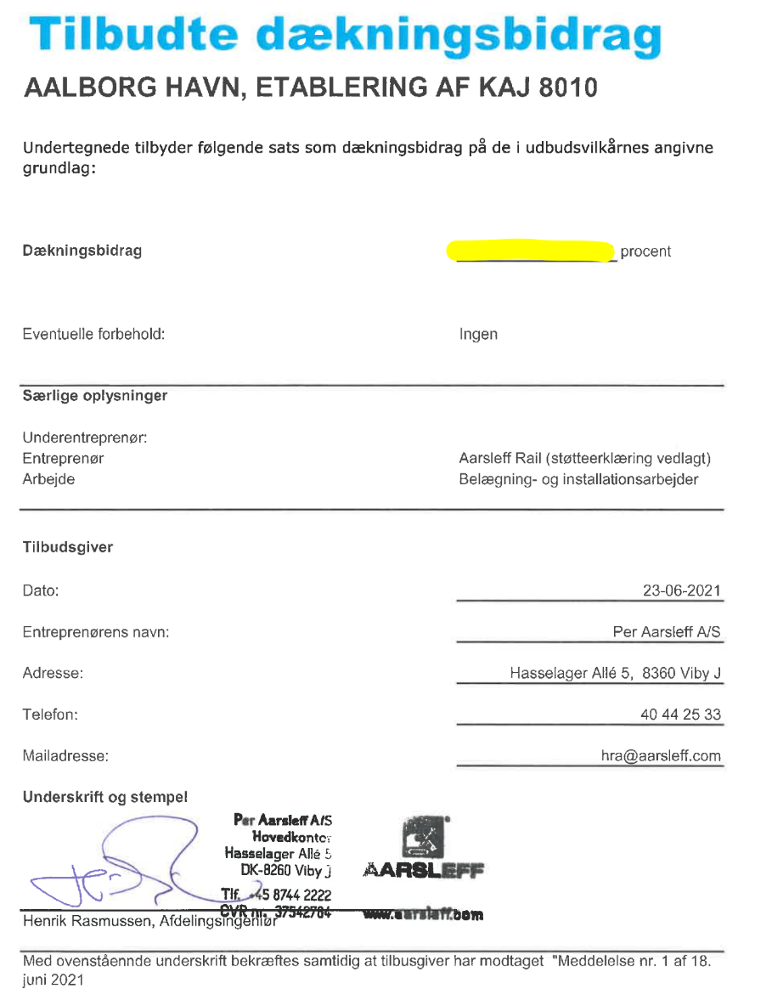 Tilbudte dækningsbidrag
AALBORG HAVN, ETABLERING AF KAJ 8010
Undertegnede tilbyder følgende sats som dækningsbidrag på de i udbudsvilkårnes angivne
grundlag:
Dækningsbidrag procent
Eventuelle forbehold: Ingen
Særlige oplysninger
Underentreprenør:
Entreprenør Aarsleff Rail (støtteerklæring vedlagt)
Arbejde Belægning- og installationsarbejder
Tilbudsgiver
Dato: 23-06-2021
Entreprenørens navn: Per Aarsleff A/S
Adresse: Hasselager Allé 5, 8360 Viby J
Telefon: 40 44 25 33
Mailadresse: hra@aarsleff.com
Underskrift og stempel
Per Aarsleff A/S
Hovedkontor
Hasselager Allé 5
DK-8260 Viby J
Tlf. +45 8744 2222
CVR nr. 37542784
AARSLEFF
www.aarsleff.com
Henrik Rasmussen, Afdelingsingeniør
Med ovenståennde underskrift bekræftes samtidig at tilbusgiver har modtaget "Meddelelse nr. 1 af 18.
juni 2021